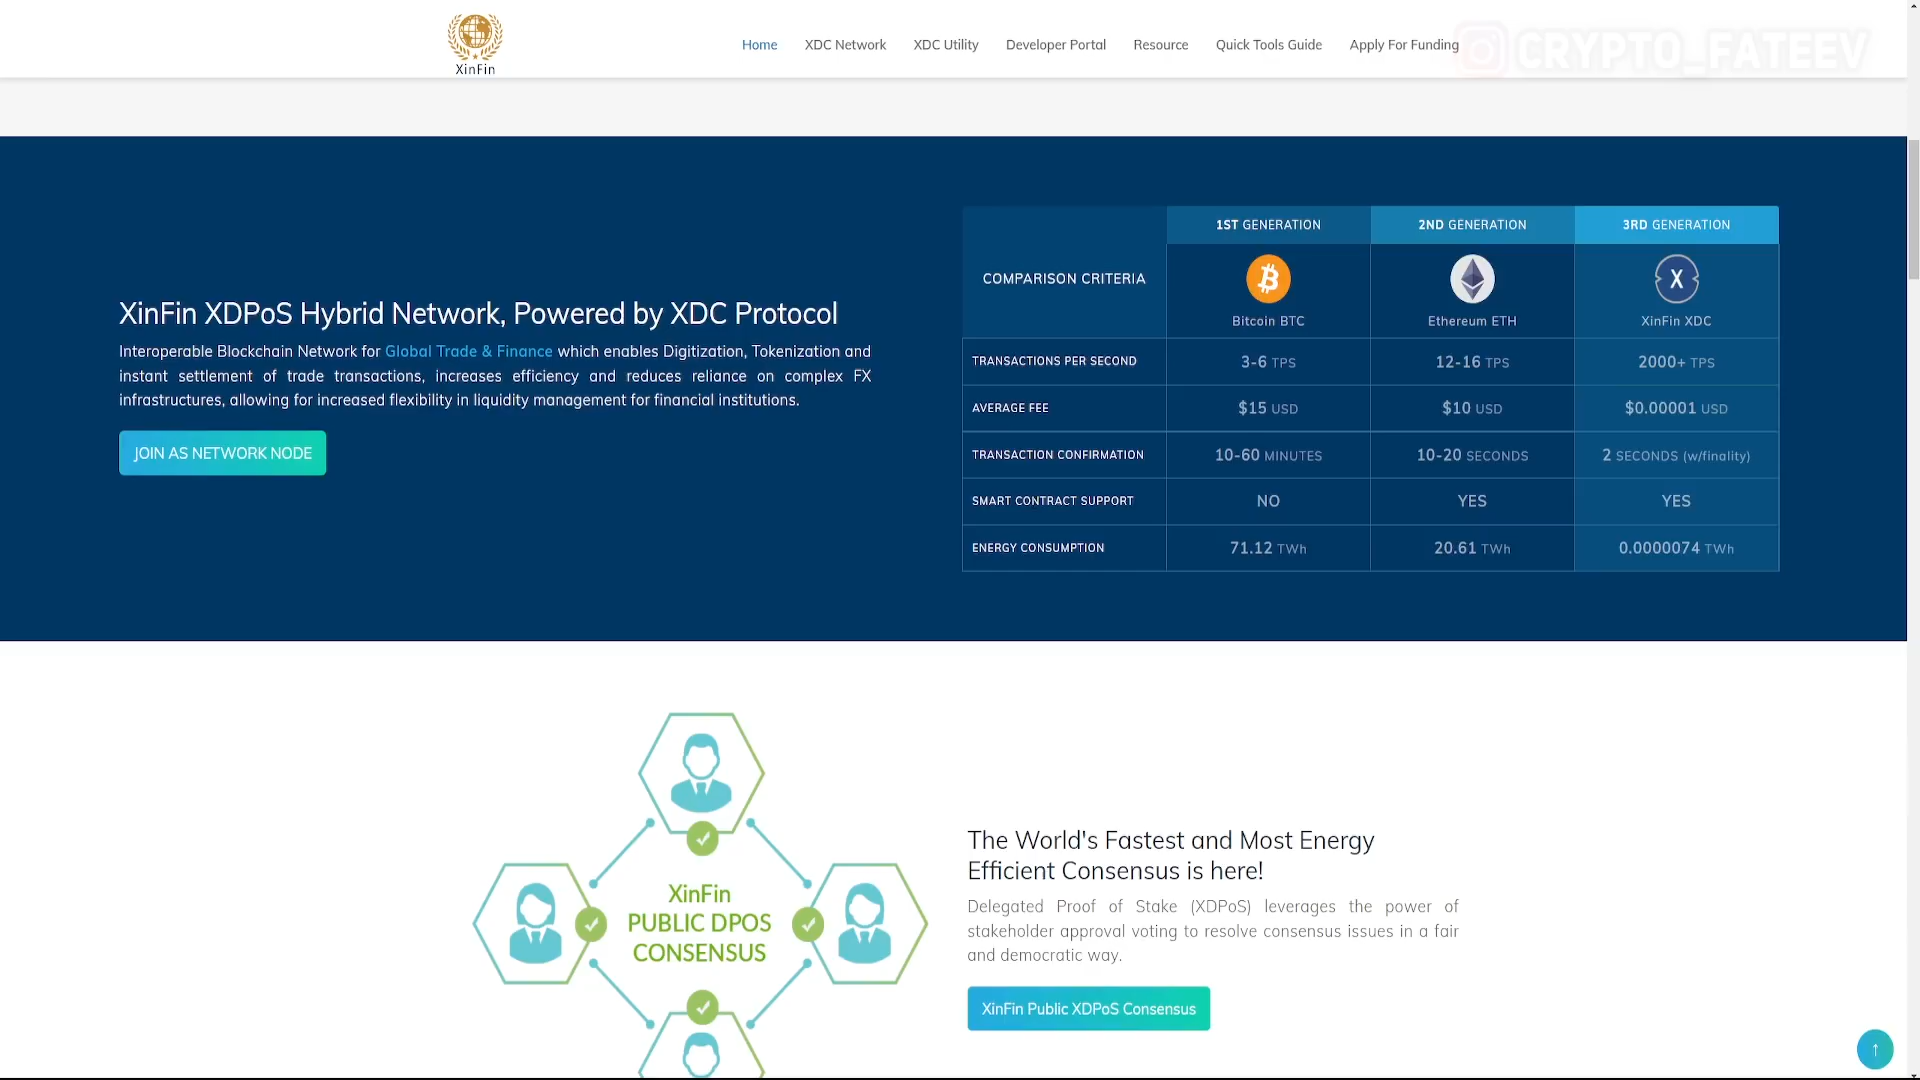 XinFin
Home
XDC Network
XDC Utility
Developer Portal
Resource
Quick Tools Guide
Apply For Funding
CRYPTO_FATEEV
XinFin XDPoS Hybrid Network, Powered by XDC Protocol
Interoperable Blockchain Network for Global Trade & Finance which enables Digitization, Tokenization and
instant settlement of trade transactions, increases efficiency and reduces reliance on complex FX
infrastructures, allowing for increased flexibility in liquidity management for financial institutions.
JOIN AS NETWORK NODE
1ST GENERATION
2ND GENERATION
3RD GENERATION
COMPARISON CRITERIA
X
Bitcoin BTC
Ethereum ETH
XinFin XDC
TRANSACTIONS PER SECOND
3-6 TPS
12-16 TPS
2000+ TPS
AVERAGE FEE
$15 USD
$10 USD
$0.00001 USD
TRANSACTION CONFIRMATION
10-60 MINUTES
10-20 SECONDS
2 SECONDS (w/finality)
SMART CONTRACT SUPPORT
NO
YES
YES
ENERGY CONSUMPTION
71.12 TWh
20.61 TWh
0.0000074 TWh
XinFin
PUBLIC DPOS
CONSENSUS
The World's Fastest and Most Energy
Efficient Consensus is here!
Delegated Proof of Stake (XDPoS) leverages the power of
stakeholder approval voting to resolve consensus issues in a fair
and democratic way.
XinFin Public XDPoS Consensus